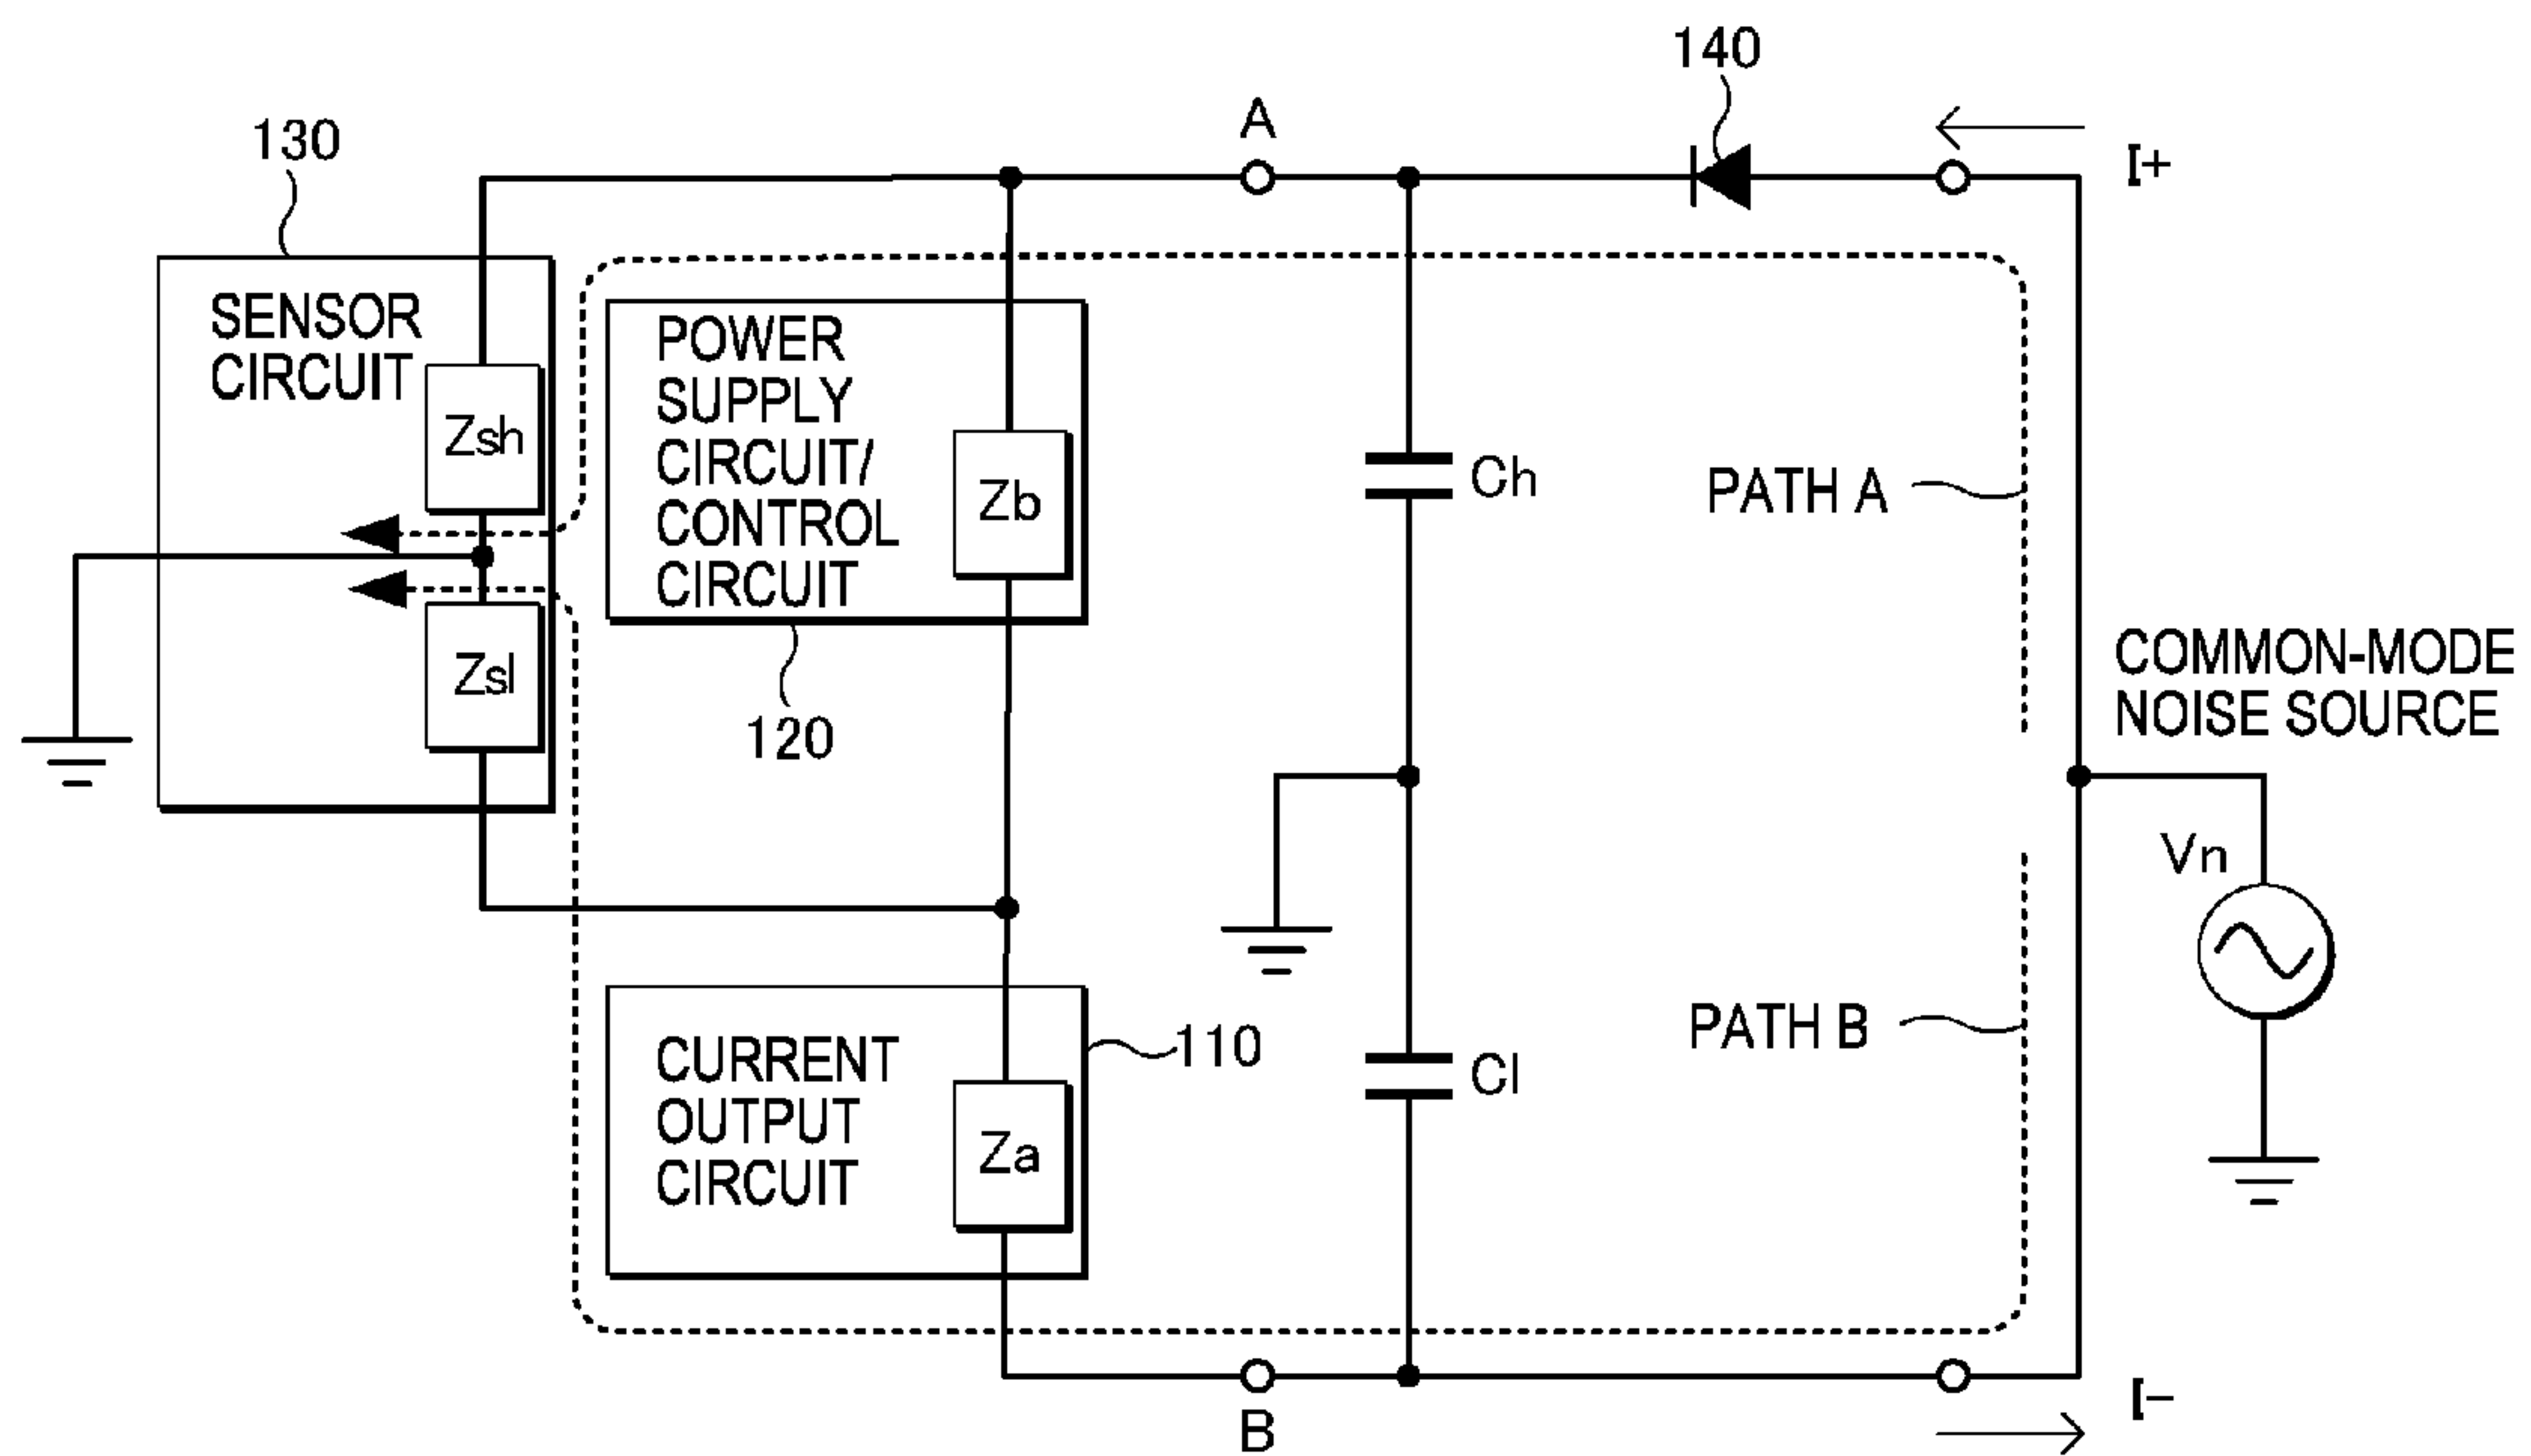 140
A
I+
130
SENSOR
CIRCUIT
Zsh
POWER
SUPPLY
CIRCUIT/
CONTROL
CIRCUIT
Zb
Ch
PATH A
Zsl
120
COMMON-MODE
NOISE SOURCE
Vn
CURRENT
OUTPUT
CIRCUIT
Za
110
Cl
PATH B
B
I-